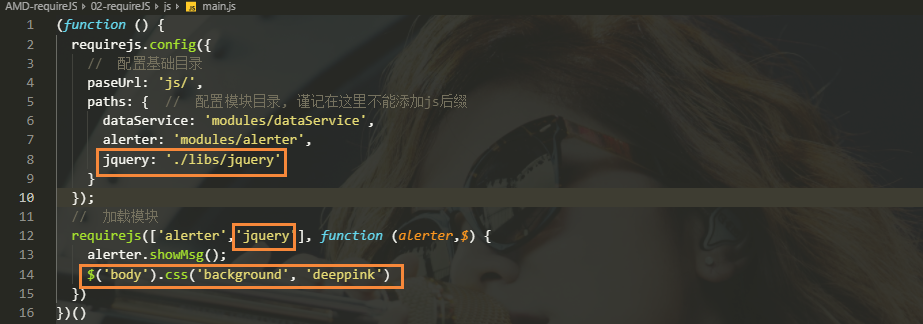 AMD-requireJS > 02-requireJS > js > JS main.js
1 (function () {
2 requirejs.config({
3 // 配置基础目录
4 paseUrl: 'js/',
5 paths: { // 配置模块目录, 谨记在这里不能添加js后缀
6 dataService: 'modules/dataService',
7 alerter: 'modules/alerter',
8 jquery: './libs/jquery'
9 }
10 });
11 // 加载模块
12 requirejs(['alerter','jquery'], function (alerter,$) {
13 alerter.showMsg();
14 $('body').css('background', 'deeppink')
15 })
16 })()